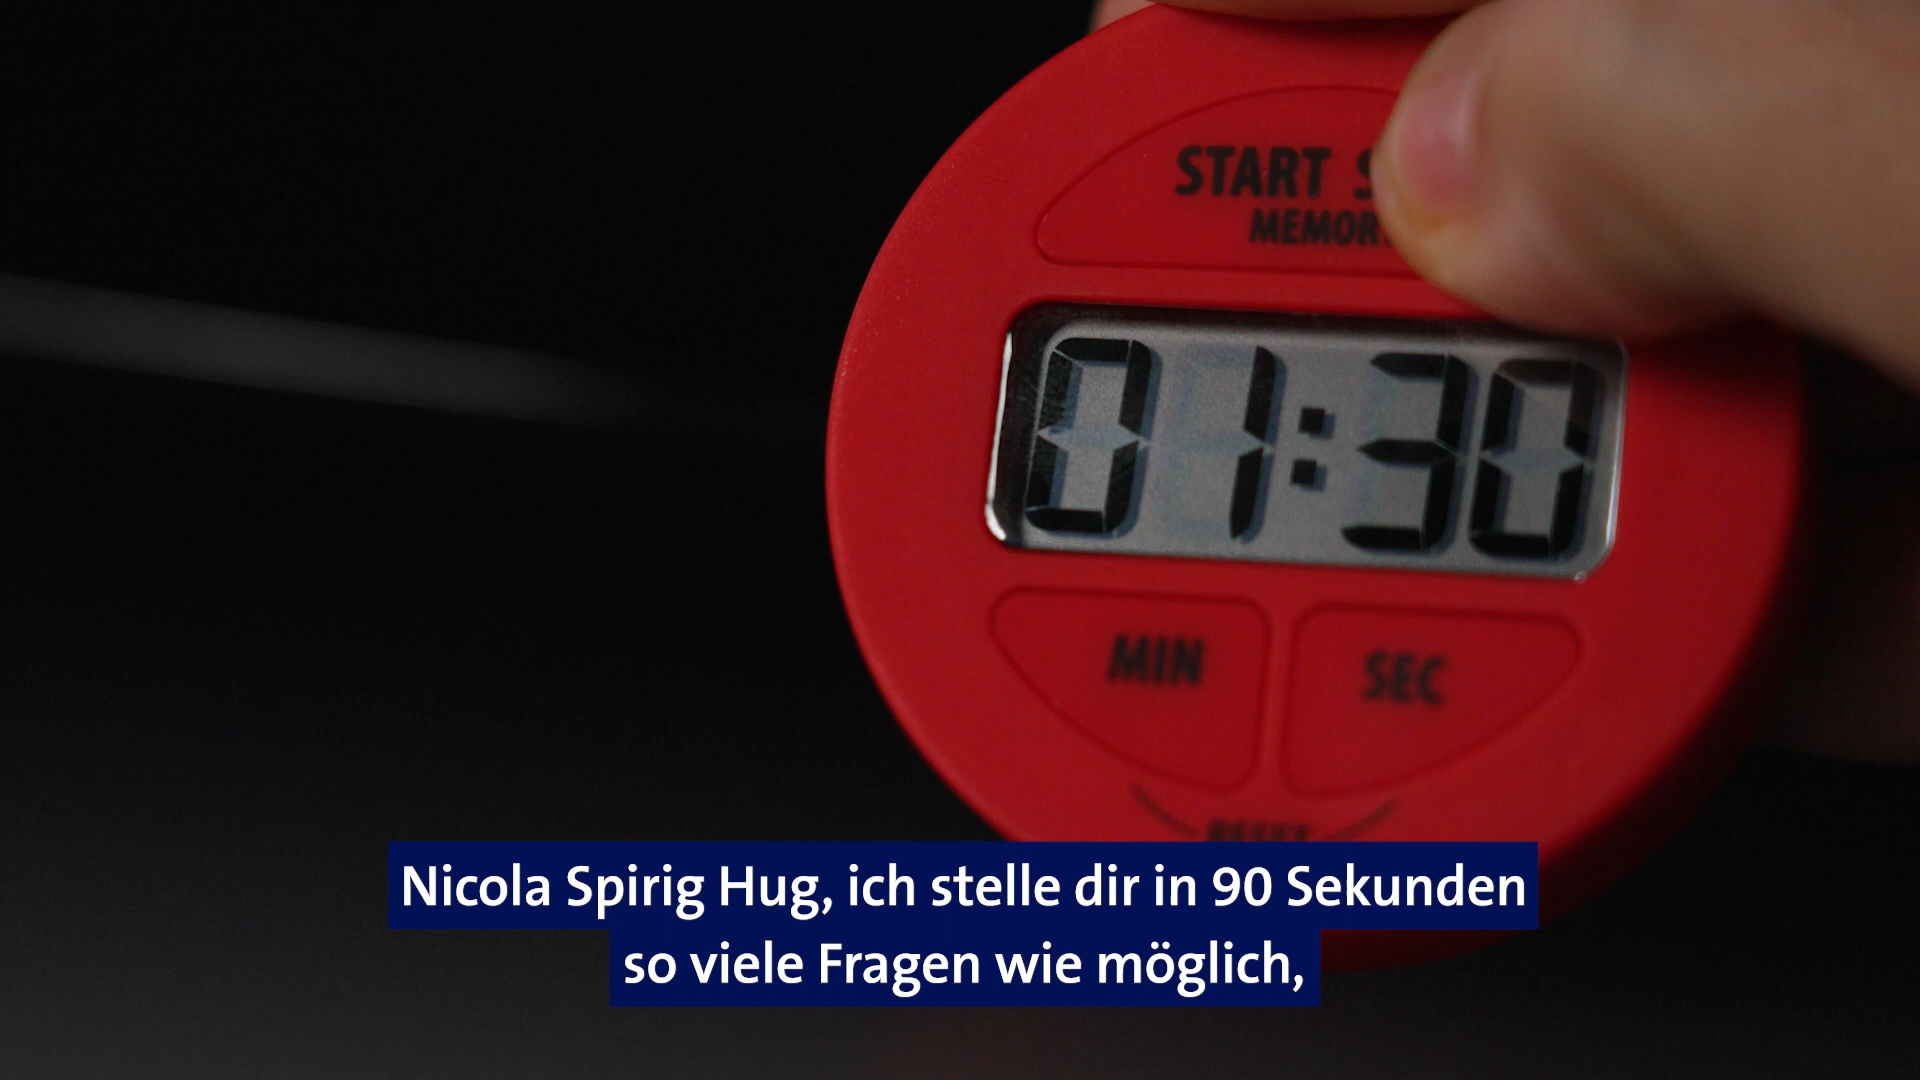 START
01:30
MIN SEC
RESET
Nicola Spirig Hug, ich stelle dir in 90 Sekunden
so viele Fragen wie möglich,